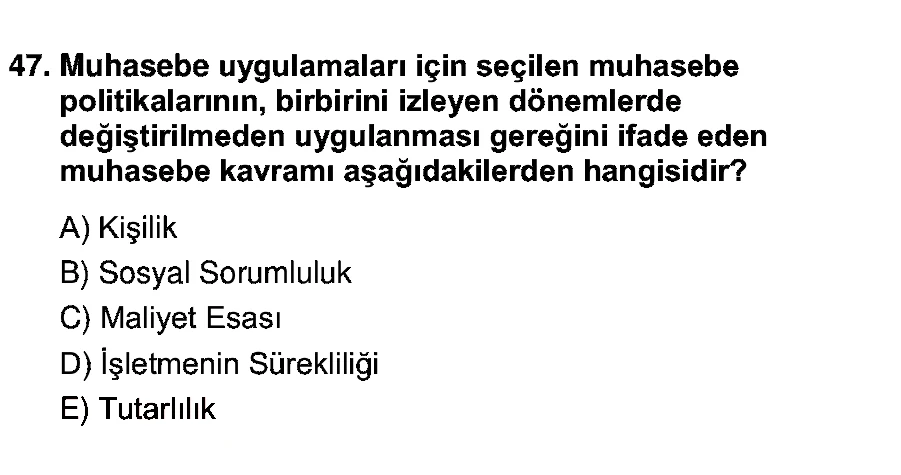 47. Muhasebe uygulamaları için seçilen muhasebe
politikalarının, birbirini izleyen dönemlerde
değiştirilmeden uygulanması gereğini ifade eden
muhasebe kavramı aşağıdakilerden hangisidir?
A) Kişilik
B) Sosyal Sorumluluk
C) Maliyet Esası
D) İşletmenin Sürekliliği
E) Tutarlılık